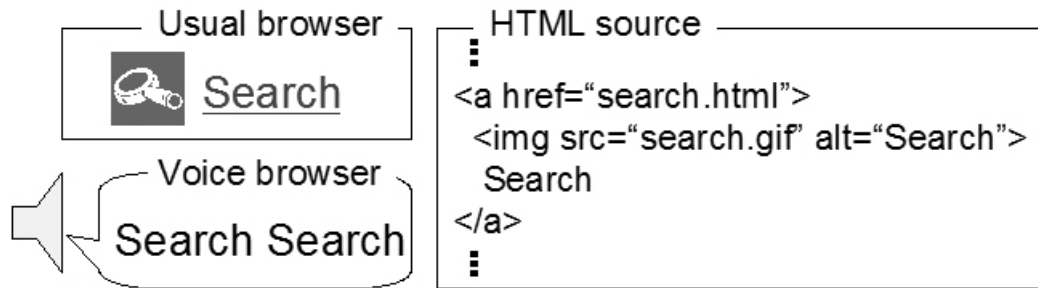 Usual browser
Search
Voice browser
Search Search
HTML source
<a href=“search.html”>
<img src=“search.gif” alt=“Search”>
Search
</a>